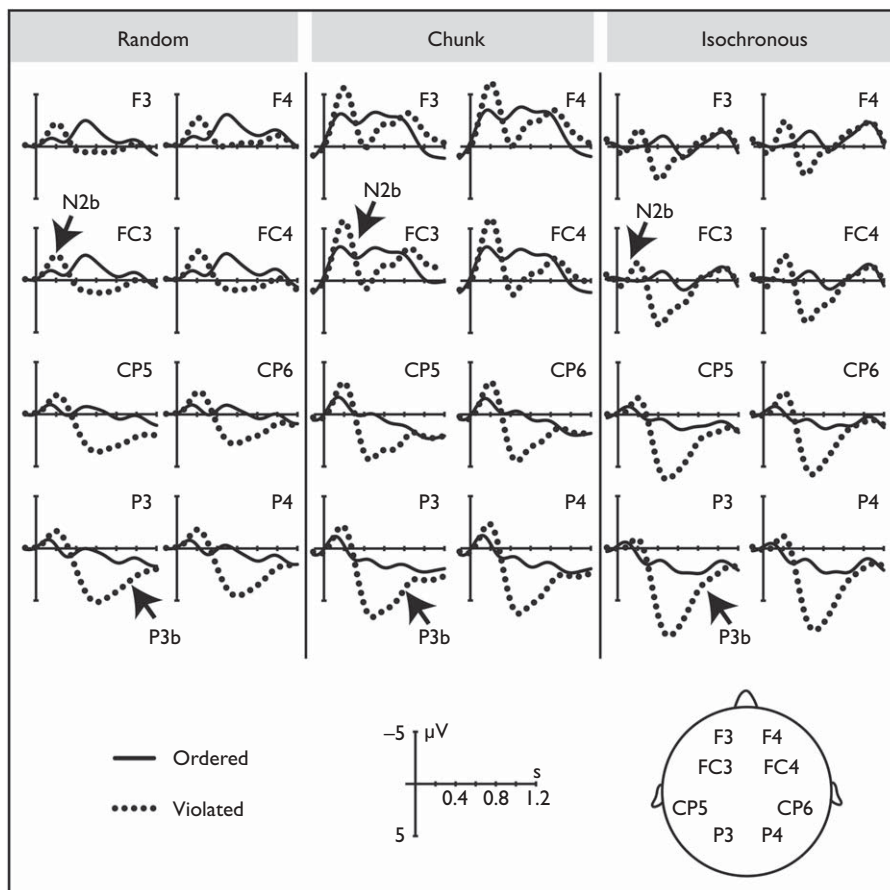 Random Chunk Isochronous
F3 F4 F3 F4 F3 F4
N2b N2b N2b
FC3 FC4 FC3 FC4 FC3 FC4
CP5 CP6 CP5 CP6 CP5 CP6
P3 P4 P3 P4 P3 P4
P3b P3b P3b
Ordered
Violated
–5 µV
s
0.4 0.8 1.2
5
F3 F4
FC3 FC4
CP5 CP6
P3 P4